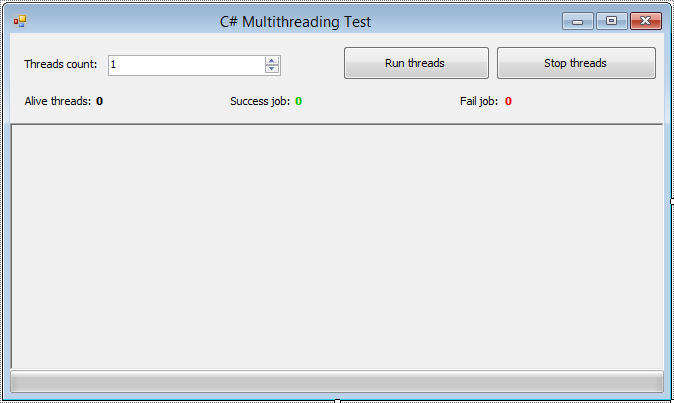 C# Multithreading Test
Threads count: 1 Run threads Stop threads
Alive threads: 0 Success job: 0 Fail job: 0